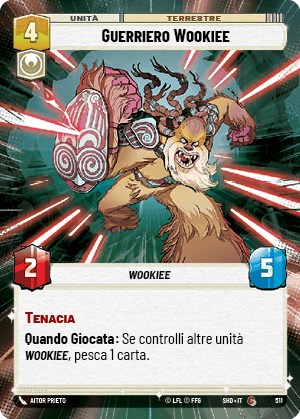 UNITÀ
TERRESTRE
4
GUERRIERO WOOKIEE
2
WOOKIEE
5
TENACIA
Quando Giocata: Se controlli altre unità
WOOKIEE, pesca 1 carta.
AITOR PRIETO
© LFL © FFG
SHD • IT
511